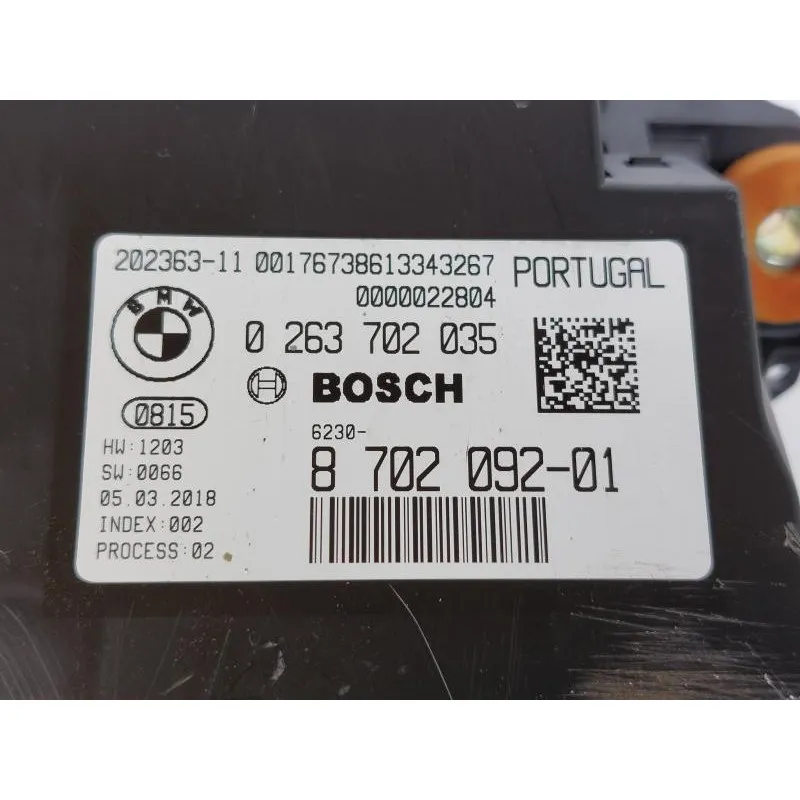 202363-11 00176738613343267 PORTUGAL
0000022804
BMW
0 263 702 035
BOSCH
0815
6230-
8 702 092-01
HW:1203
SW:0066
05.03.2018
INDEX:002
PROCESS:02